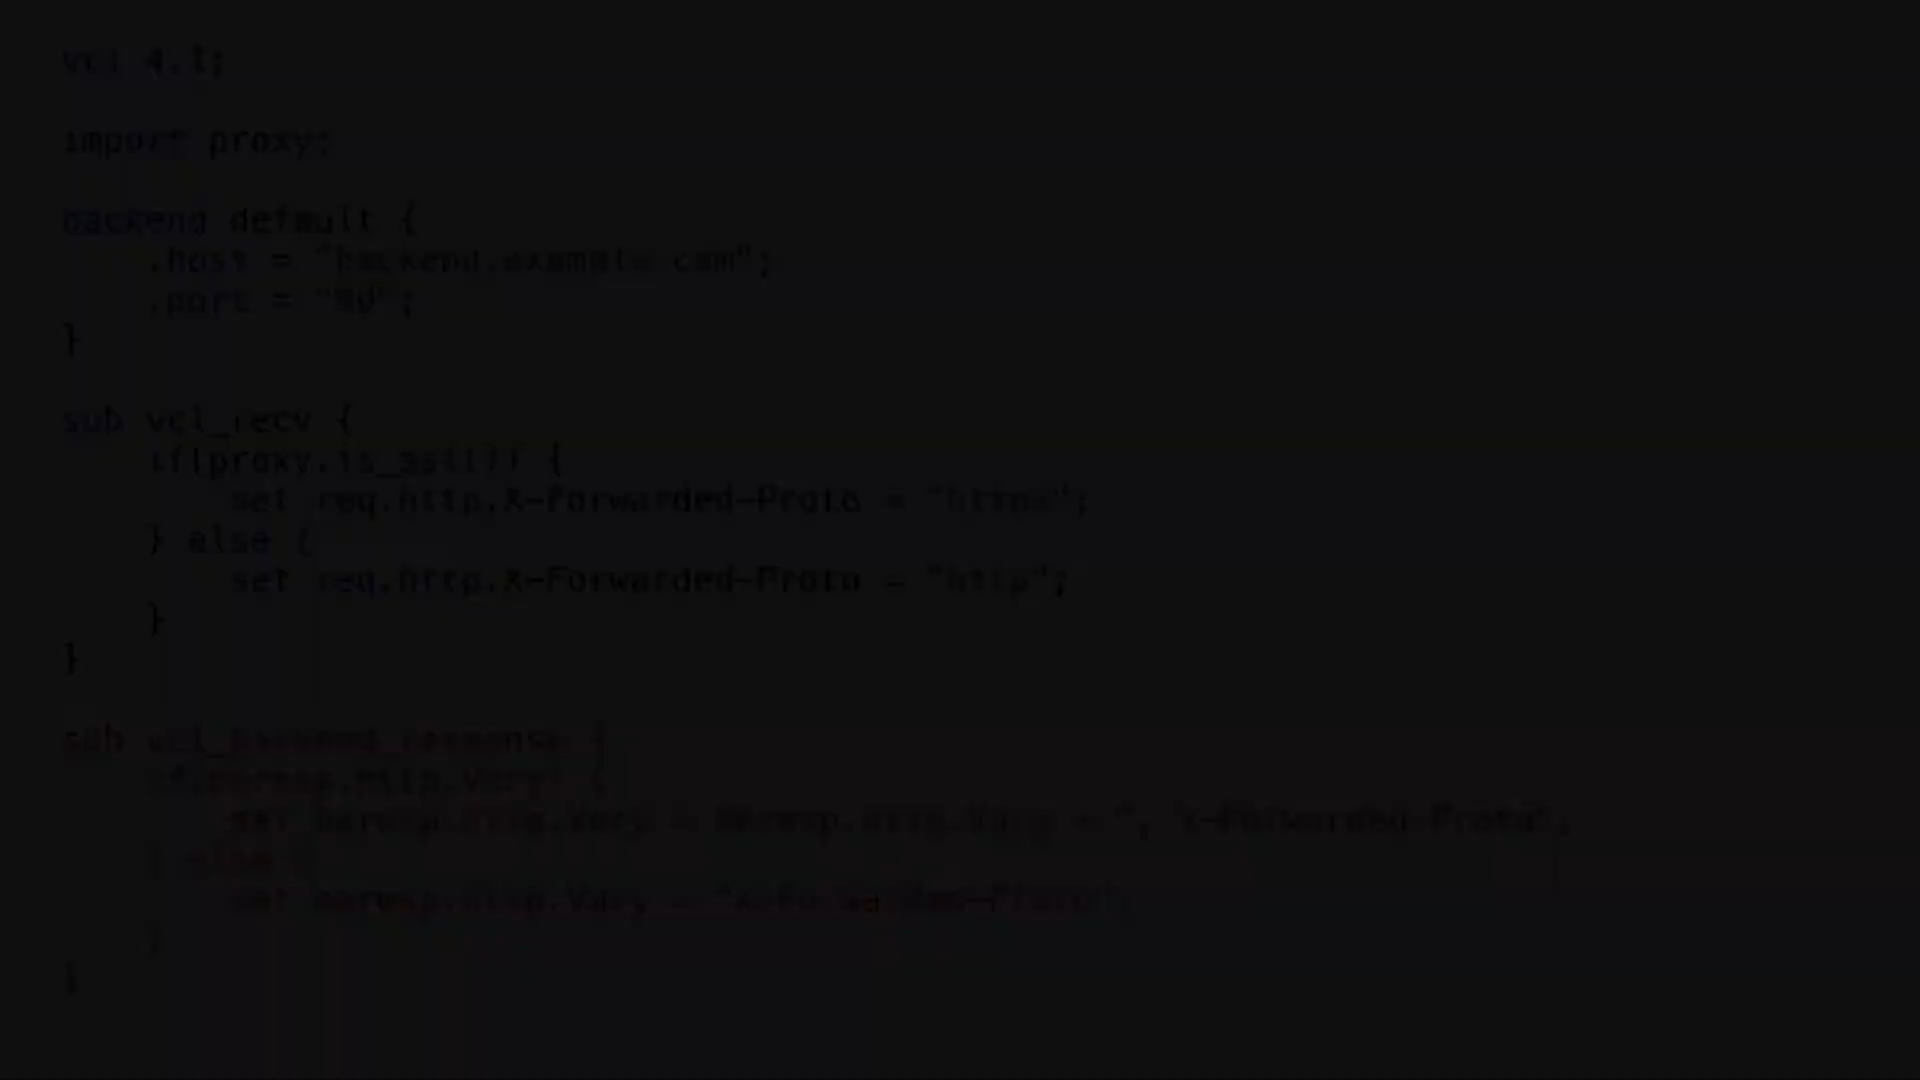 vcl 4.1;
import proxy;
backend default {
.host = "backend.example.com";
.port = "80";
}
sub vcl_recv {
if(proxy.is_ssl()) {
set req.http.X-Forwarded-Proto = "https";
} else {
set req.http.X-Forwarded-Proto = "http";
}
}
sub vcl_backend_response {
if(beresp.http.Vary) {
set beresp.http.Vary = beresp.http.Vary + ", X-Forwarded-Proto";
} else {
set beresp.http.Vary = "X-Forwarded-Proto";
}
}